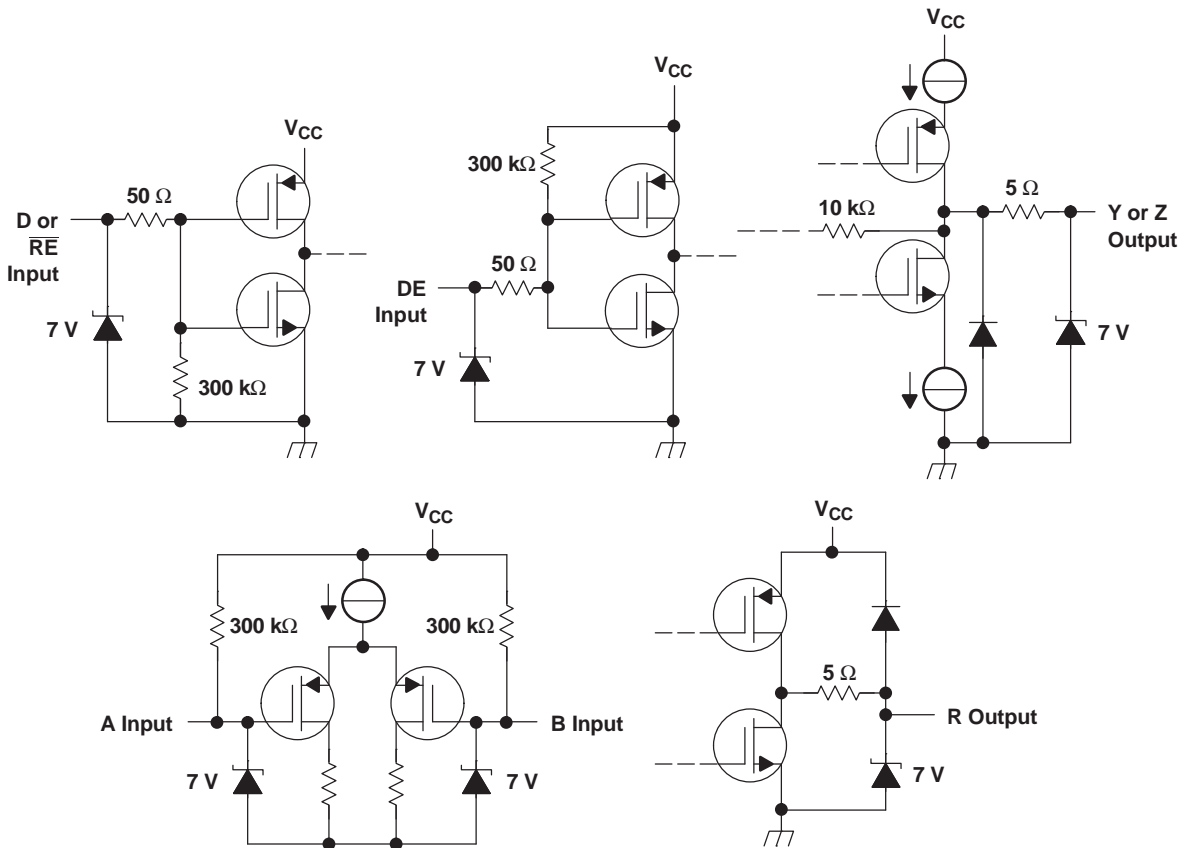 VCC
50 Ω
D or
RE
Input
7 V
300 kΩ
VCC
300 kΩ
50 Ω
DE
Input
7 V
VCC
10 kΩ
5 Ω
Y or Z
Output
7 V
VCC
300 kΩ
300 kΩ
A Input
B Input
7 V
7 V
VCC
5 Ω
R Output
7 V